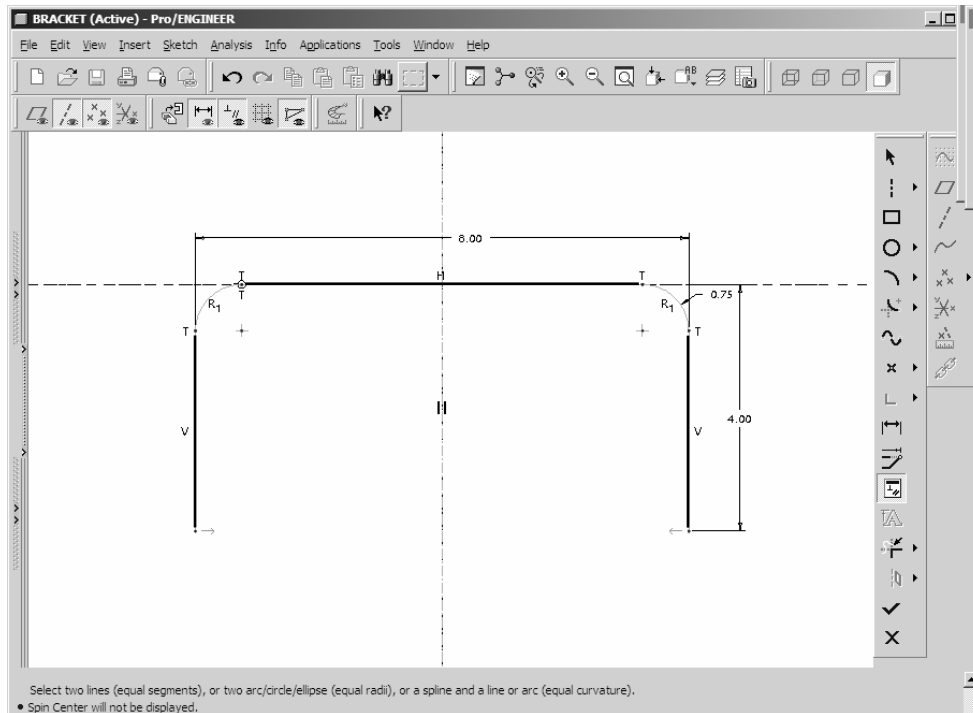 BRACKET (Active) - Pro/ENGINEER
File Edit View Insert Sketch Analysis Info Applications Tools Window Help
AB
8.00
T H T
T
R1 R1 0.75
T T
4.00
V V
Select two lines (equal segments), or two arc/circle/ellipse (equal radii), or a spline and a line or arc (equal curvature).
• Spin Center will not be displayed.